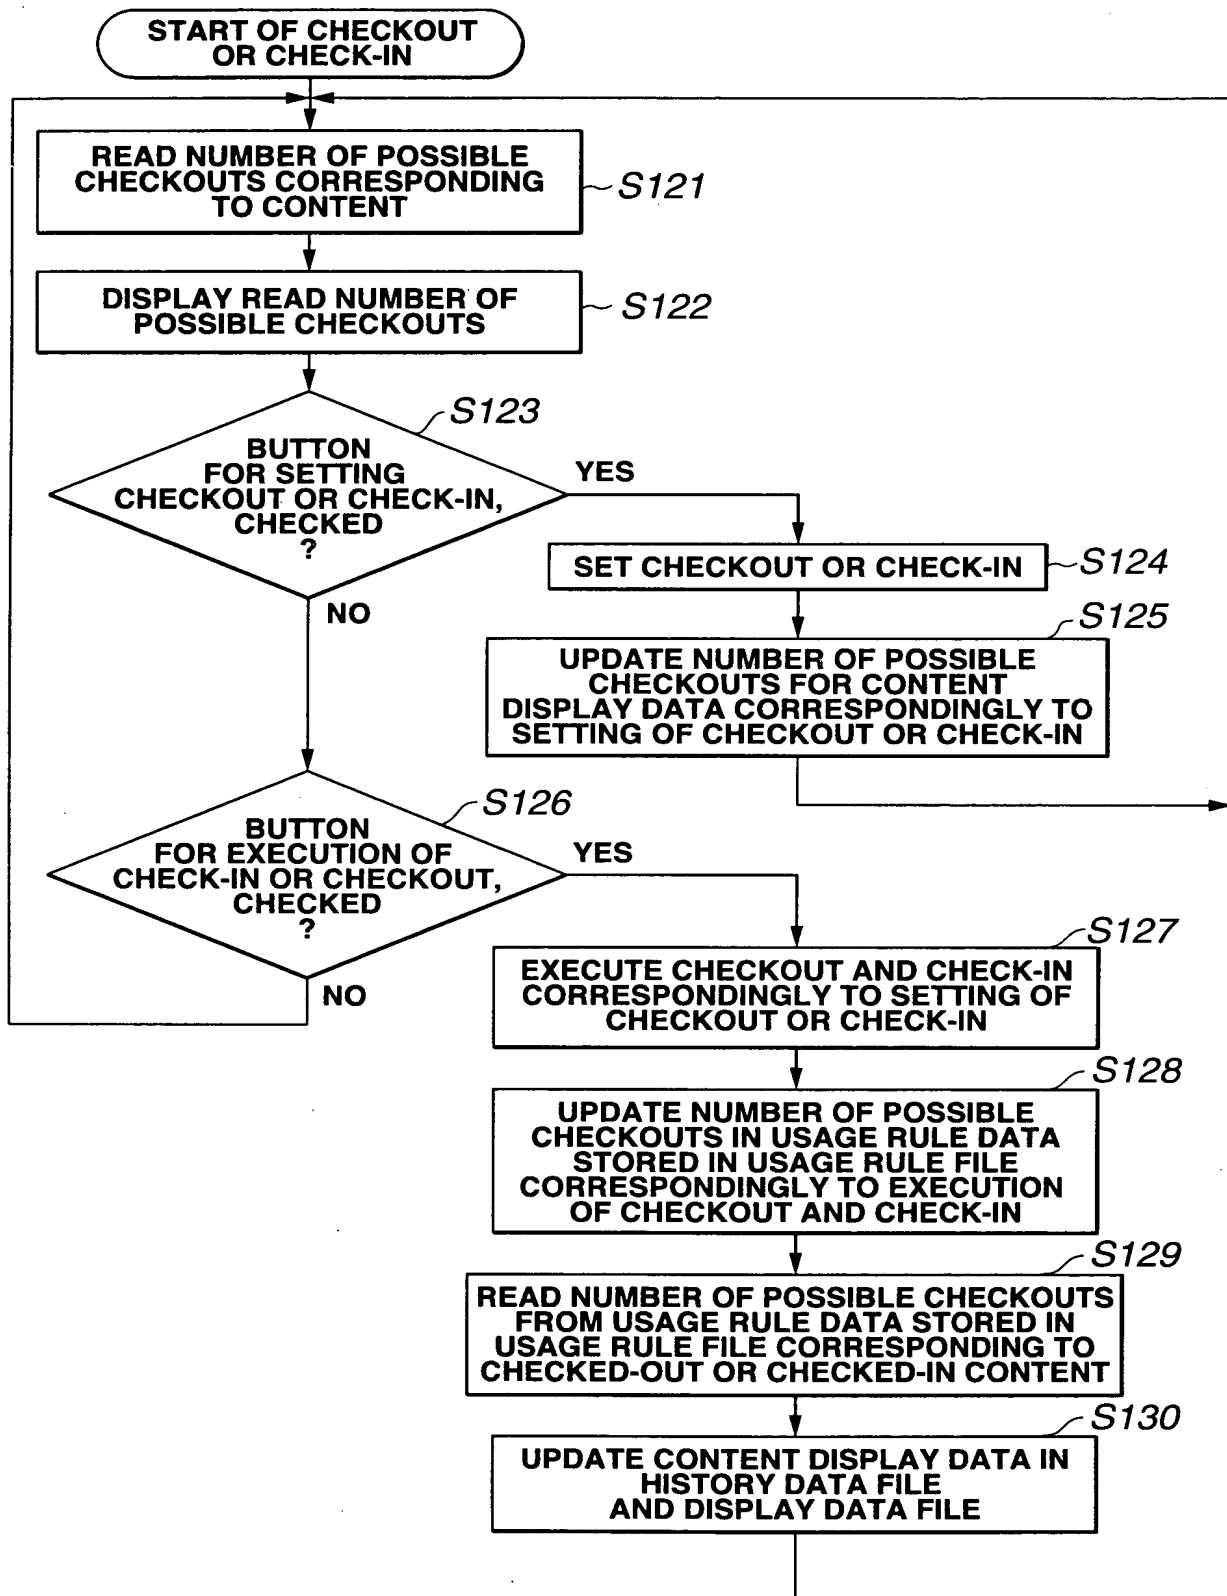 START OF CHECKOUT
OR CHECK-IN
READ NUMBER OF POSSIBLE
CHECKOUTS CORRESPONDING
TO CONTENT
S121
DISPLAY READ NUMBER OF
POSSIBLE CHECKOUTS
S122
S123
BUTTON
FOR SETTING
CHECKOUT OR CHECK-IN,
CHECKED
?
YES
NO
SET CHECKOUT OR CHECK-IN
S124
S125
UPDATE NUMBER OF POSSIBLE
CHECKOUTS FOR CONTENT
DISPLAY DATA CORRESPONDINGLY TO
SETTING OF CHECKOUT OR CHECK-IN
S126
BUTTON
FOR EXECUTION OF
CHECK-IN OR CHECKOUT,
CHECKED
?
YES
NO
S127
EXECUTE CHECKOUT AND CHECK-IN
CORRESPONDINGLY TO SETTING OF
CHECKOUT OR CHECK-IN
S128
UPDATE NUMBER OF POSSIBLE
CHECKOUTS IN USAGE RULE DATA
STORED IN USAGE RULE FILE
CORRESPONDINGLY TO EXECUTION
OF CHECKOUT AND CHECK-IN
S129
READ NUMBER OF POSSIBLE CHECKOUTS
FROM USAGE RULE DATA STORED IN
USAGE RULE FILE CORRESPONDING TO
CHECKED-OUT OR CHECKED-IN CONTENT
S130
UPDATE CONTENT DISPLAY DATA IN
HISTORY DATA FILE
AND DISPLAY DATA FILE